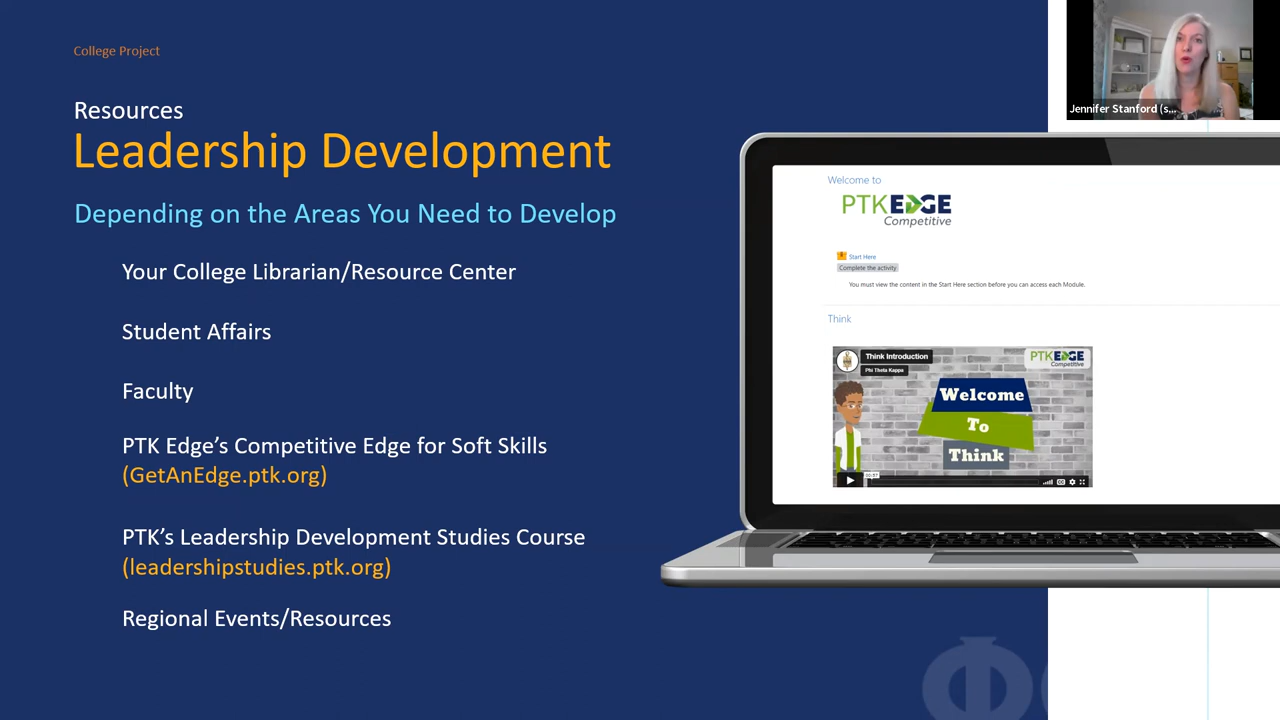 College Project
Resources
Leadership Development
Depending on the Areas You Need to Develop
Your College Librarian/Resource Center
Student Affairs
Faculty
PTK Edge’s Competitive Edge for Soft Skills
(GetAnEdge.ptk.org)
PTK’s Leadership Development Studies Course
(leadershipstudies.ptk.org)
Regional Events/Resources
Jennifer Stanford (s...
Welcome to
PTK EDGE
Competitive
Start Here
Complete the activity
You must view the content in the Start Here section before you can access each Module.
Think
Think Introduction
Phi Theta Kappa
PTK EDGE
Competitive
Welcome
To
Think
00:57
CC
ΦΘ